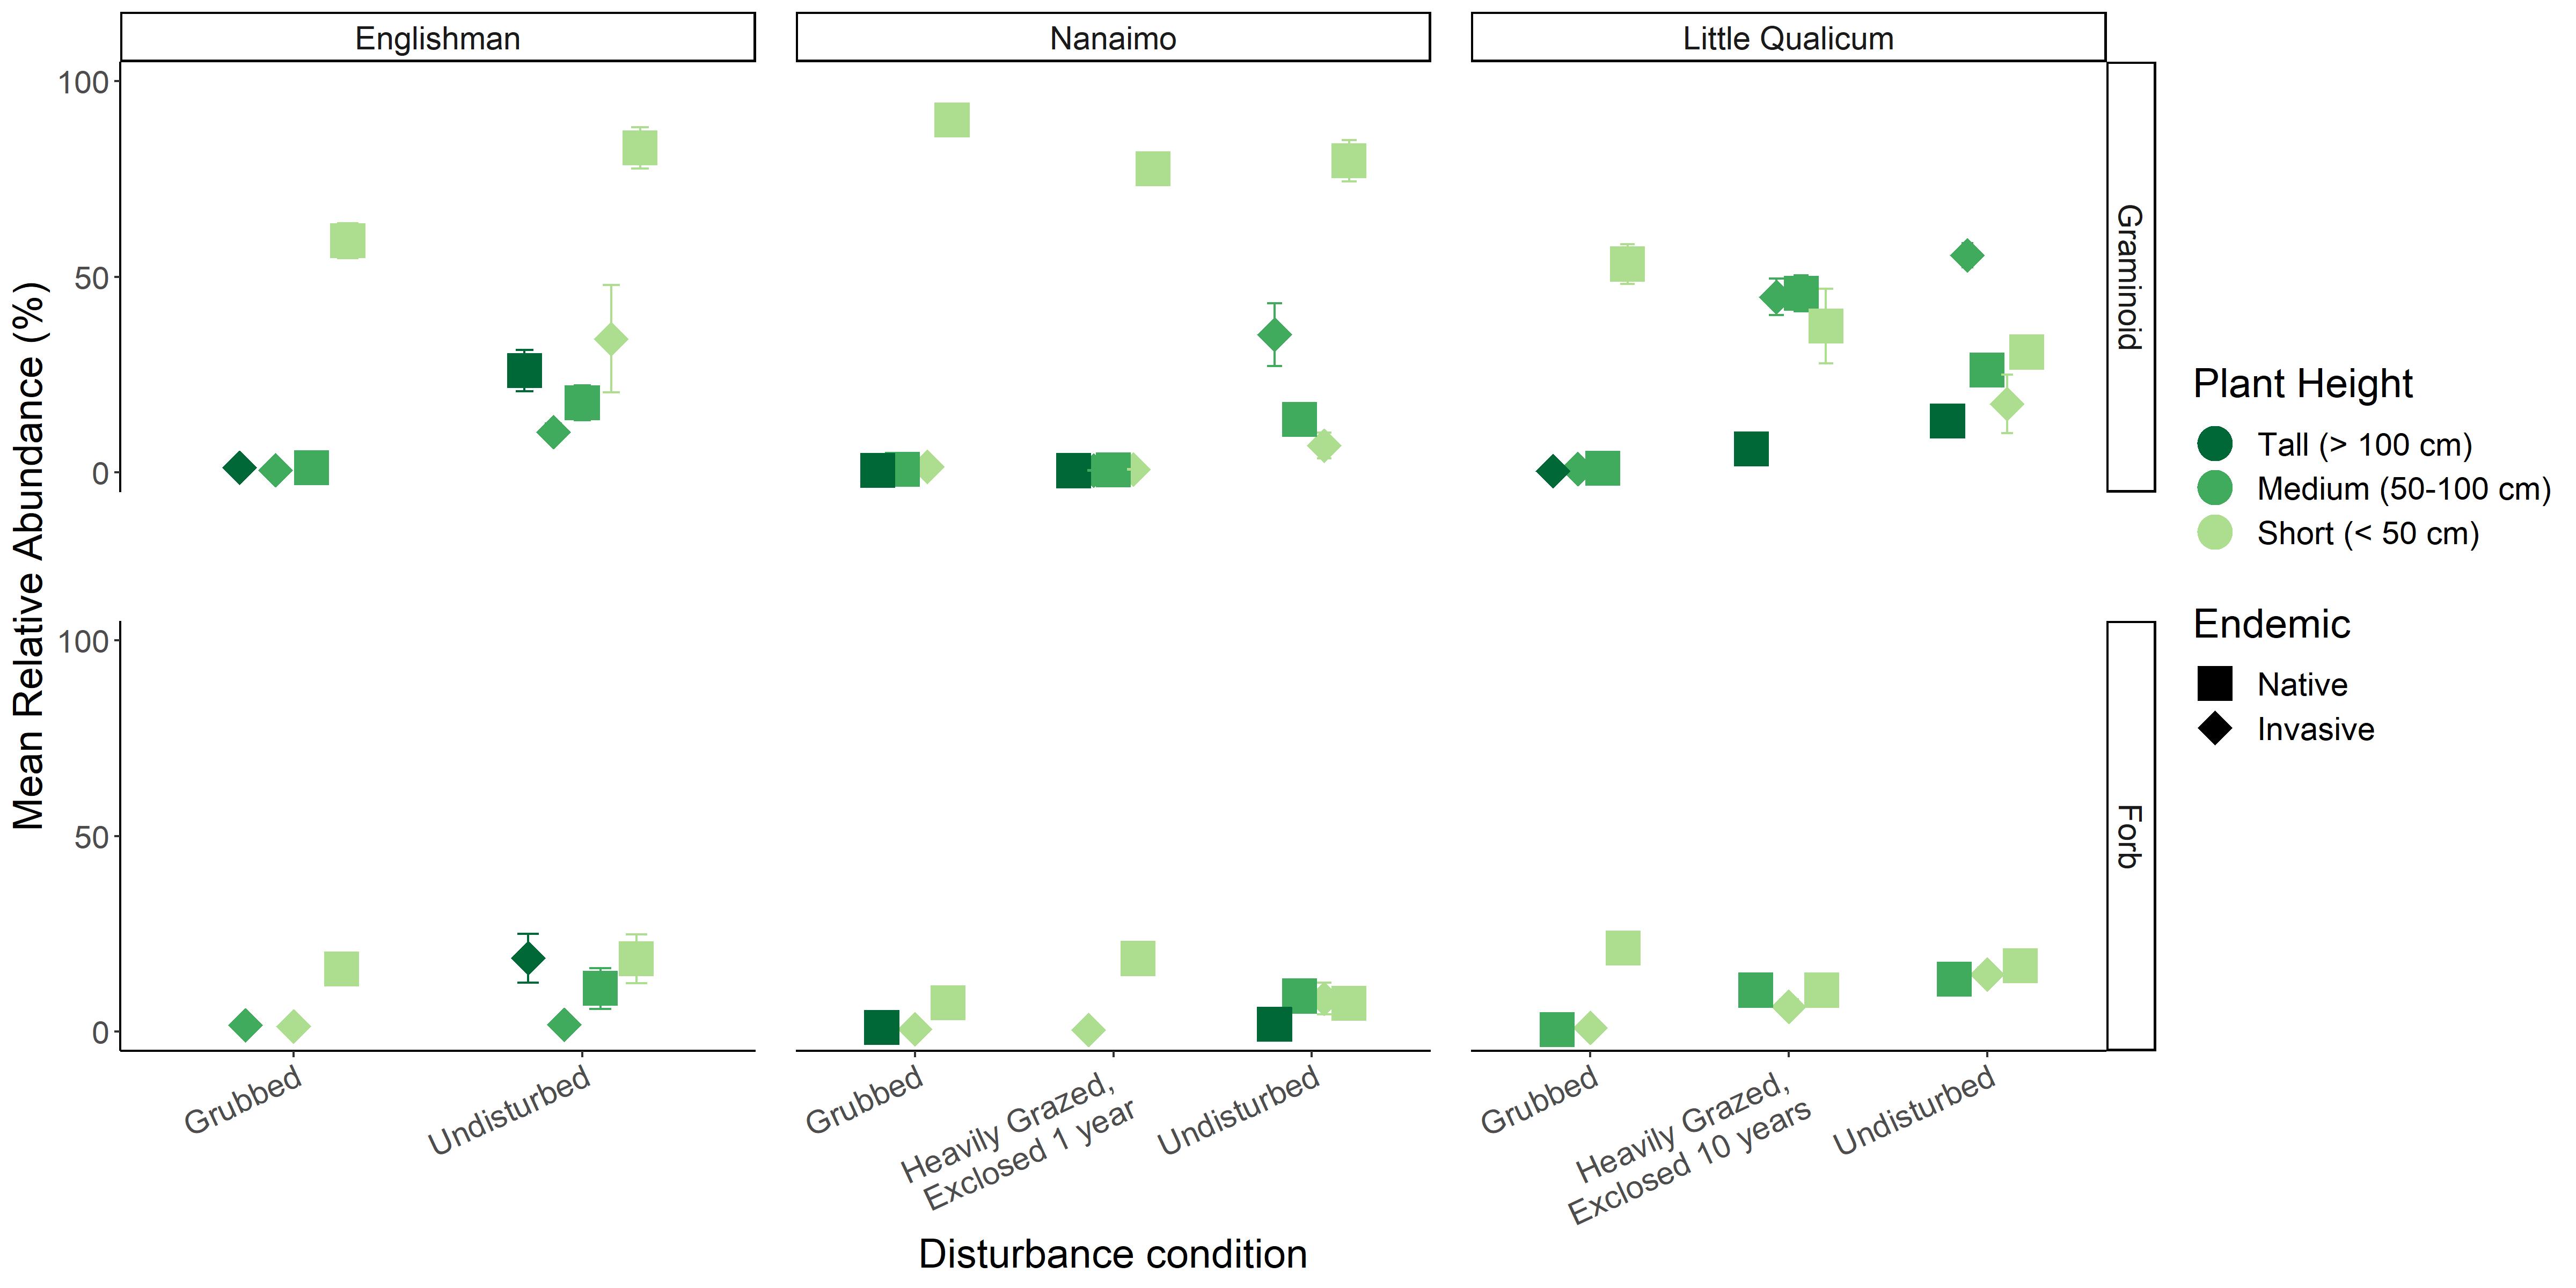 Englishman
Nanaimo
Little Qualicum
Mean Relative Abundance (%)
100
50
0
Graminoid
100
50
0
Forb
Grubbed
Undisturbed
Grubbed
Heavily Grazed,
Exclosed 1 year
Undisturbed
Grubbed
Heavily Grazed,
Exclosed 10 years
Undisturbed
Disturbance condition
Plant Height
Tall (> 100 cm)
Medium (50-100 cm)
Short (< 50 cm)
Endemic
Native
Invasive